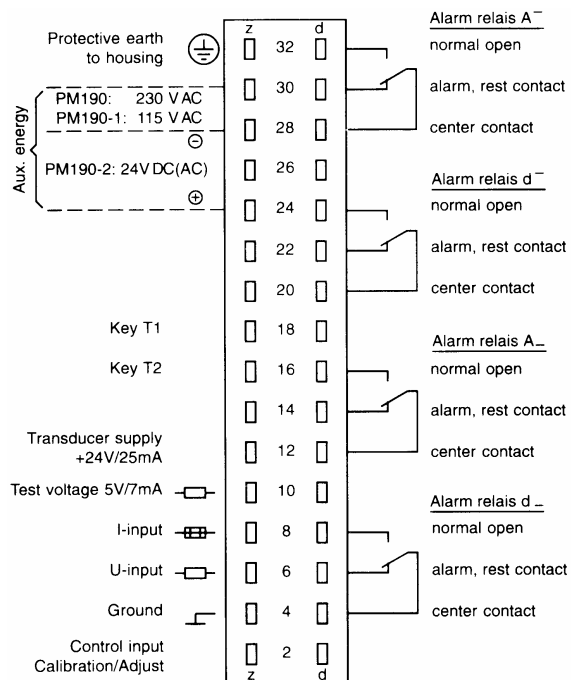 Alarm relais A‾
z d
Protective earth 32 normal open
to housing
30 alarm, rest contact
PM190: 230 V AC
PM190-1: 115 V AC 28 center contact
⊖
Aux. energy
PM190-2: 24V DC(AC) 26
Alarm relais d‾
⊕ 24 normal open
22 alarm, rest contact
20 center contact
Key T1 18
Alarm relais A_
Key T2 16 normal open
14 alarm, rest contact
Transducer supply 12 center contact
+24V/25mA
Test voltage 5V/7mA 10
Alarm relais d_
I-input 8 normal open
U-input 6 alarm, rest contact
Ground 4 center contact
Control input 2
Calibration/Adjust
z d